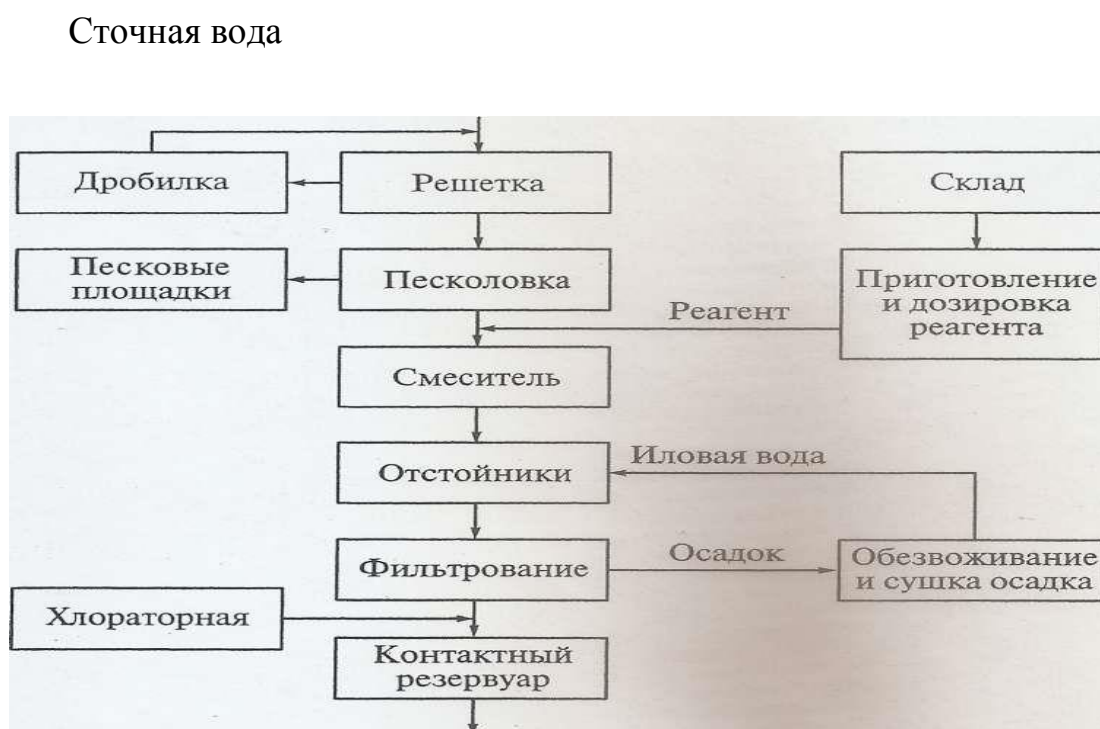 Сточная вода
Дробилка
Решетка
Склад
Песковые
площадки
Песколовка
Приготовление
и дозировка
реагента
Реагент
Смеситель
Отстойники
Иловая вода
Фильтрование
Осадок
Обезвоживание
и сушка осадка
Хлораторная
Контактный
резервуар